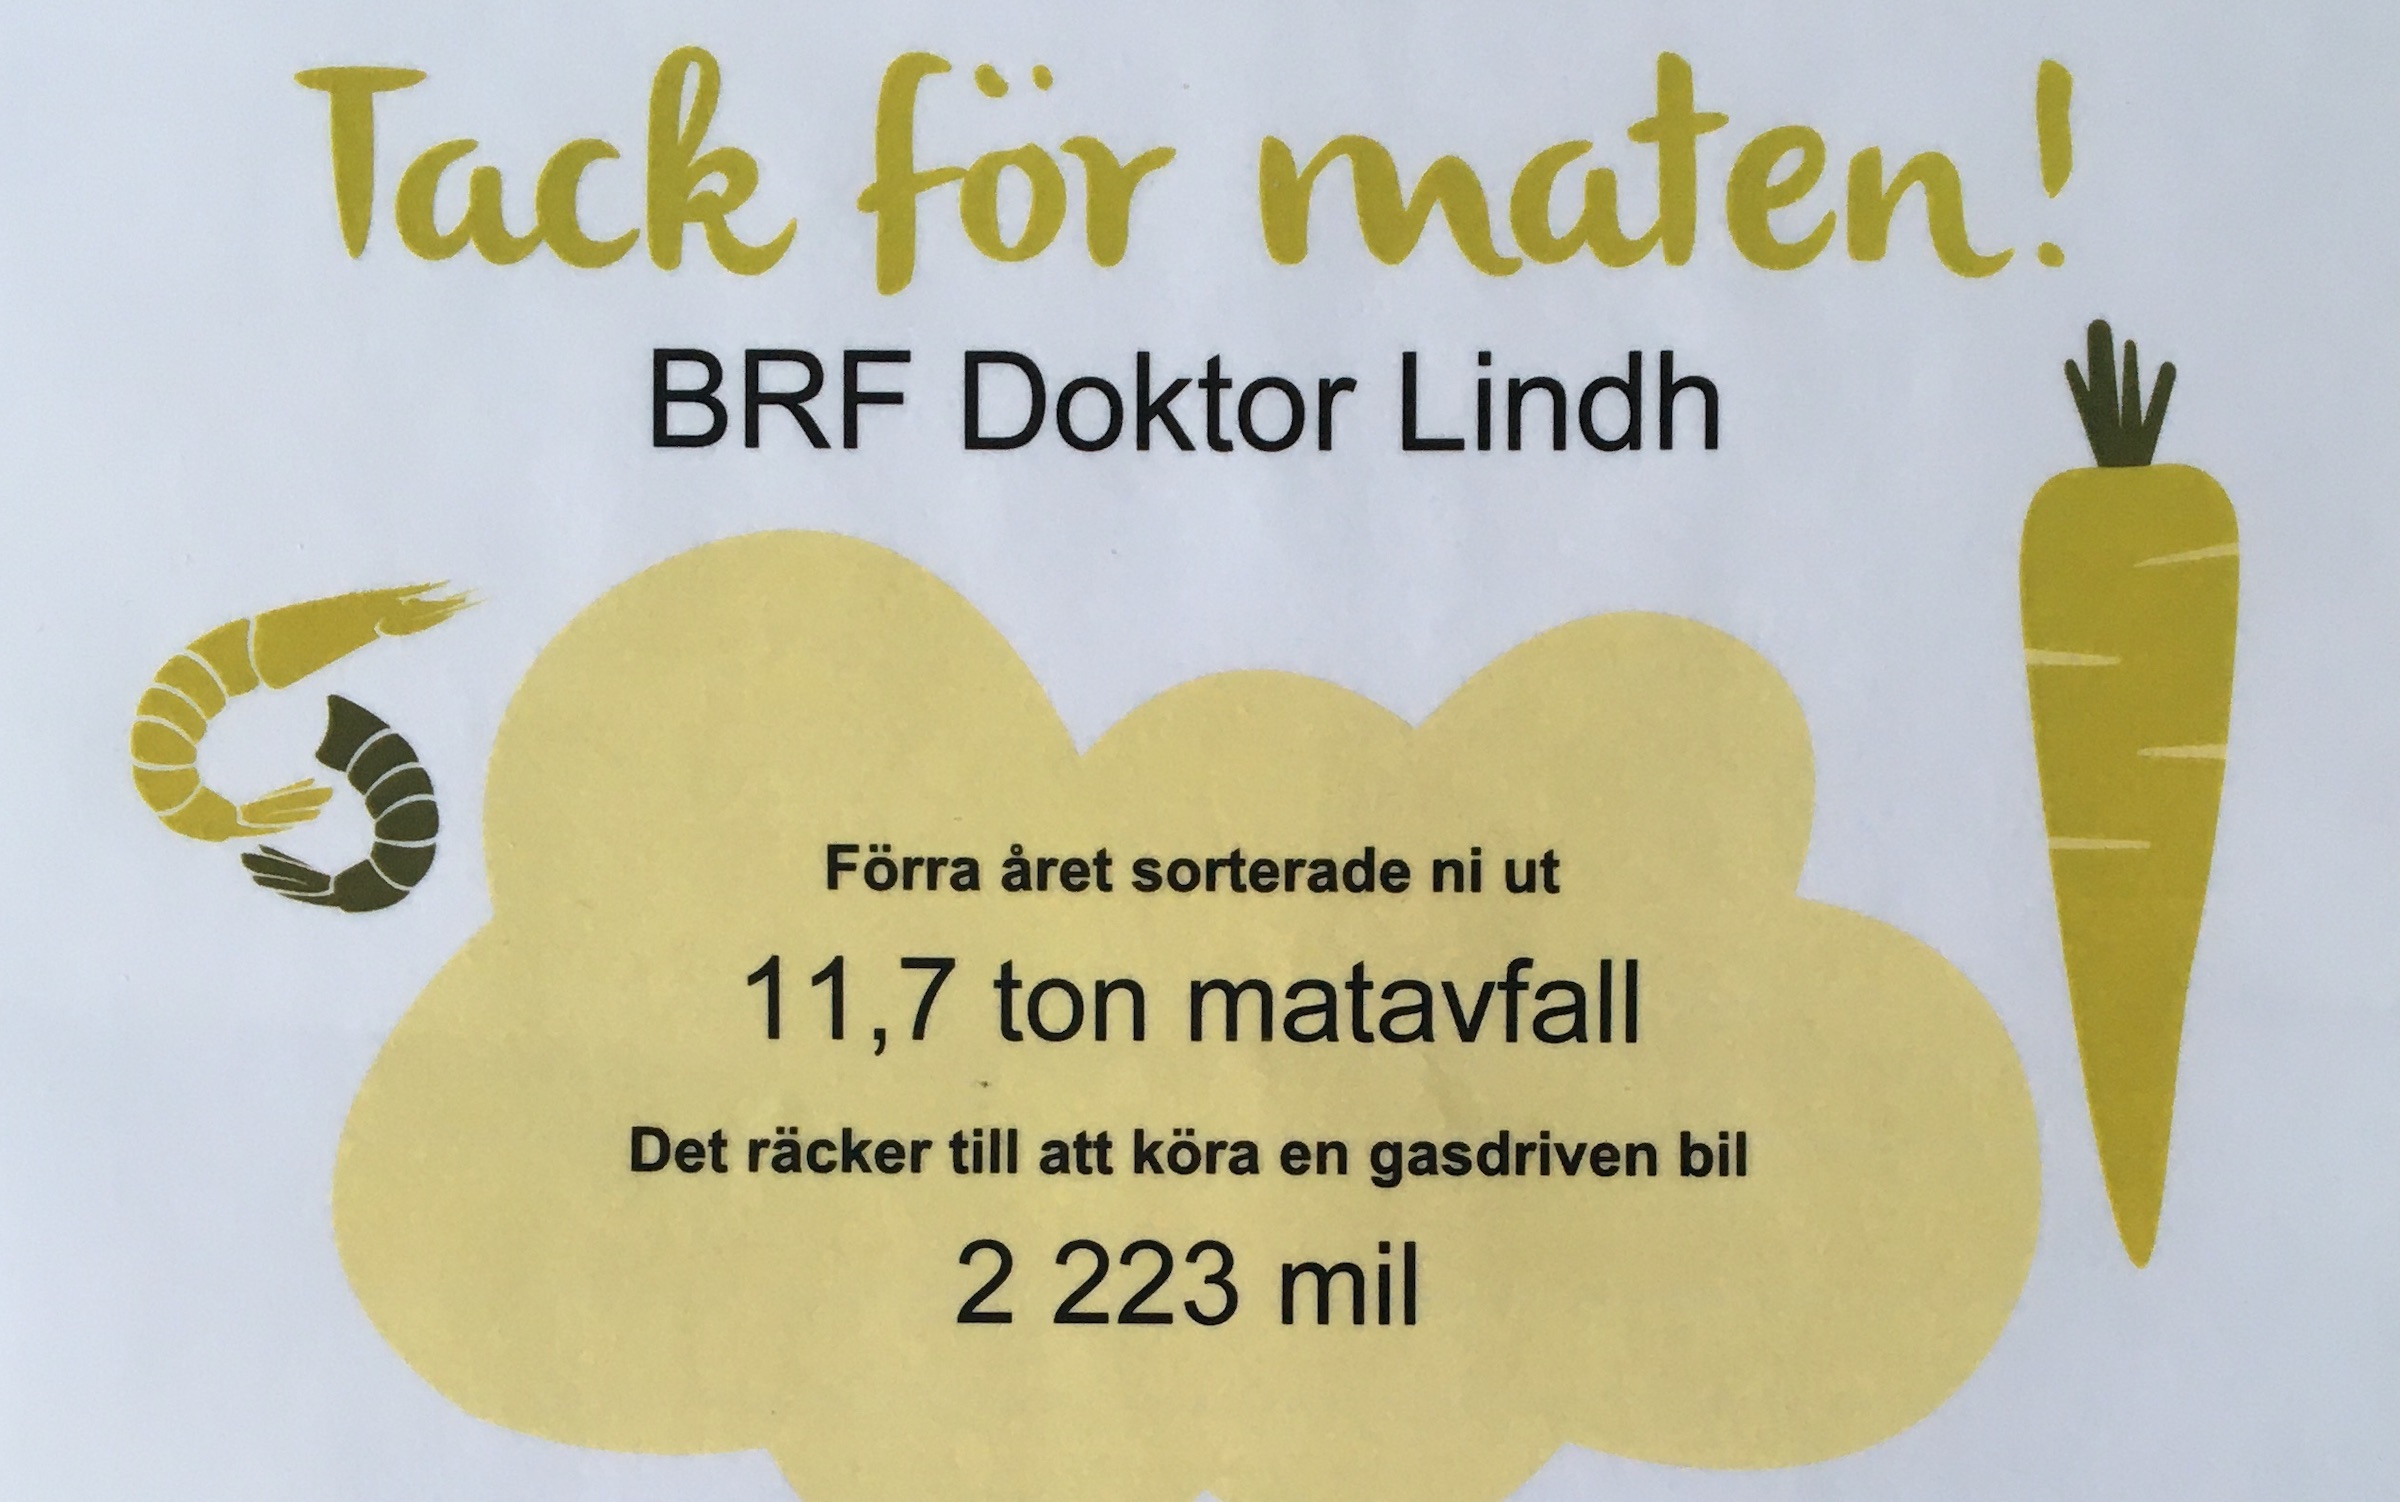 Tack för maten!
BRF Doktor Lindh
Förra året sorterade ni ut
11,7 ton matavfall
Det räcker till att köra en gasdriven bil
2 223 mil